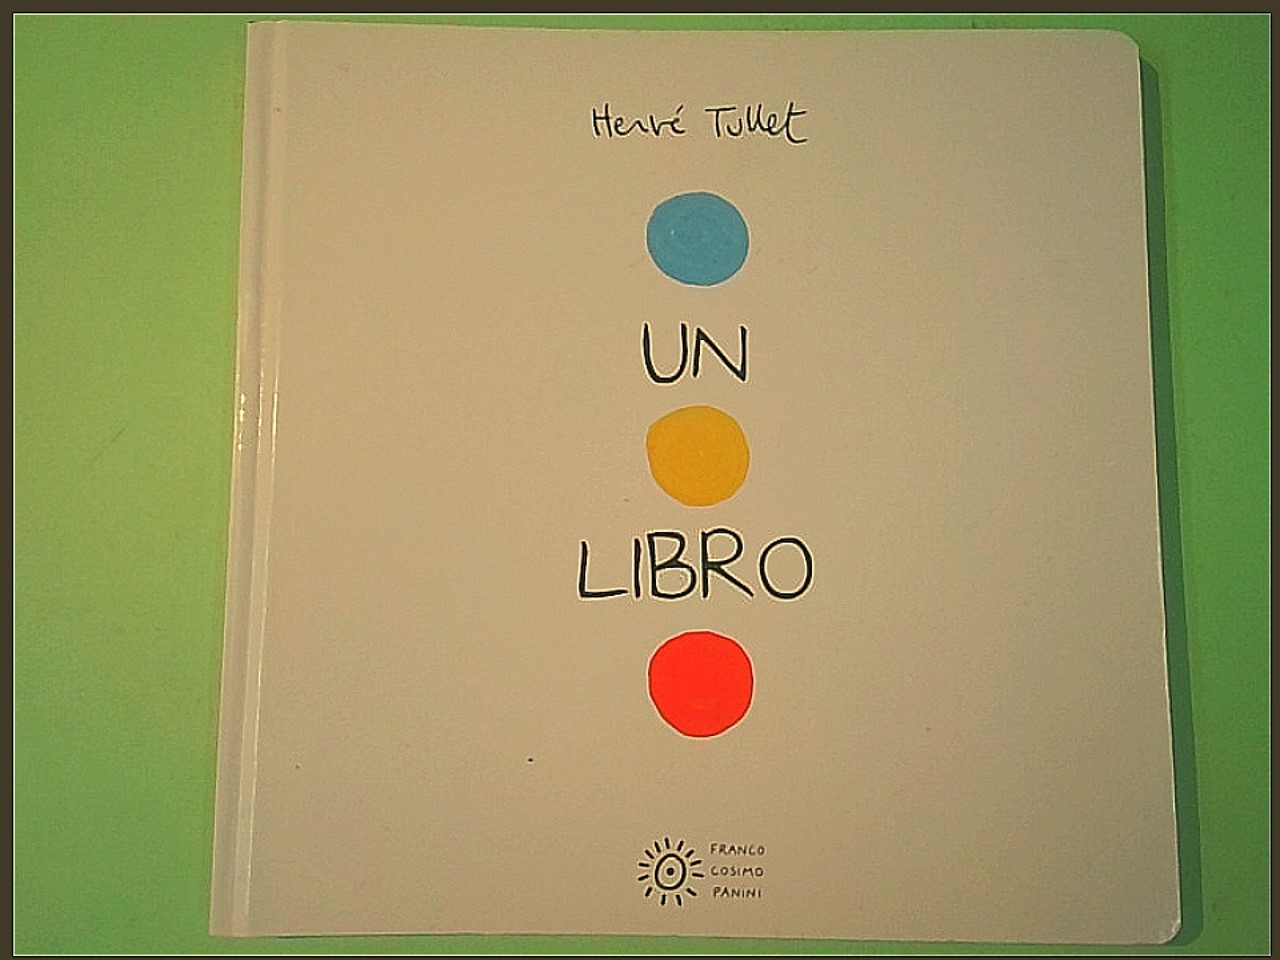 Hervé Tullet
UN
LIBRO
FRANCO
COSIMO
PANINI